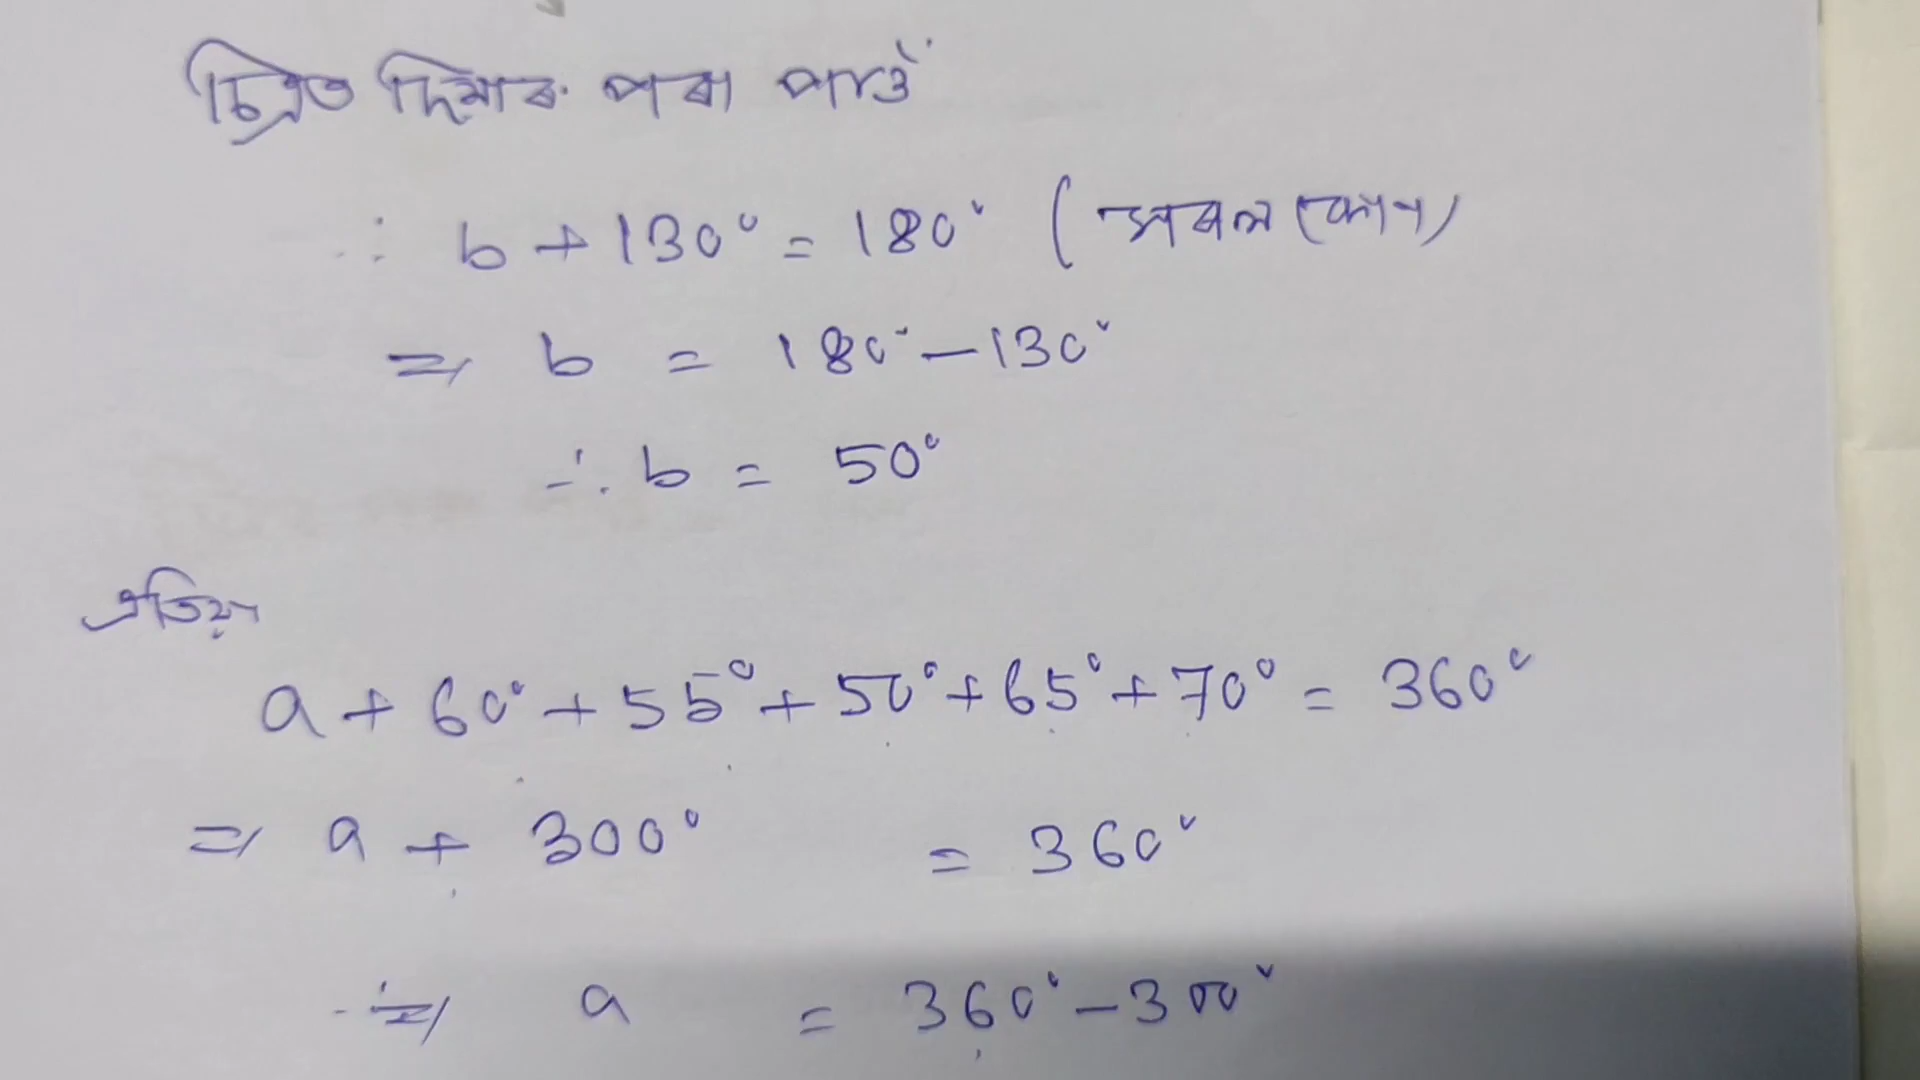 চিত্ৰত দিয়াৰ পৰা পাওঁ
∴ b + 130° = 180° (সৰল কোণ)
⇒ b = 180° – 130°
∴ b = 50°
এতিয়া
a + 60° + 55° + 50° + 65° + 70° = 360°
⇒ a + 300° = 360°
⇒ a = 360° – 300°